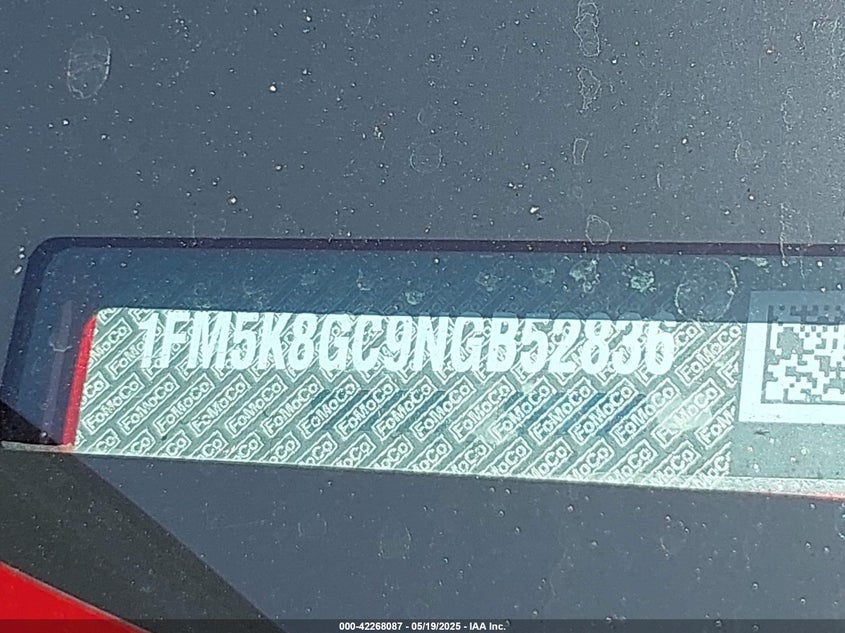 1FM5K8GC9NGB52836
FoMoCo
000-42268087 - 05/19/2025 - IAA Inc.